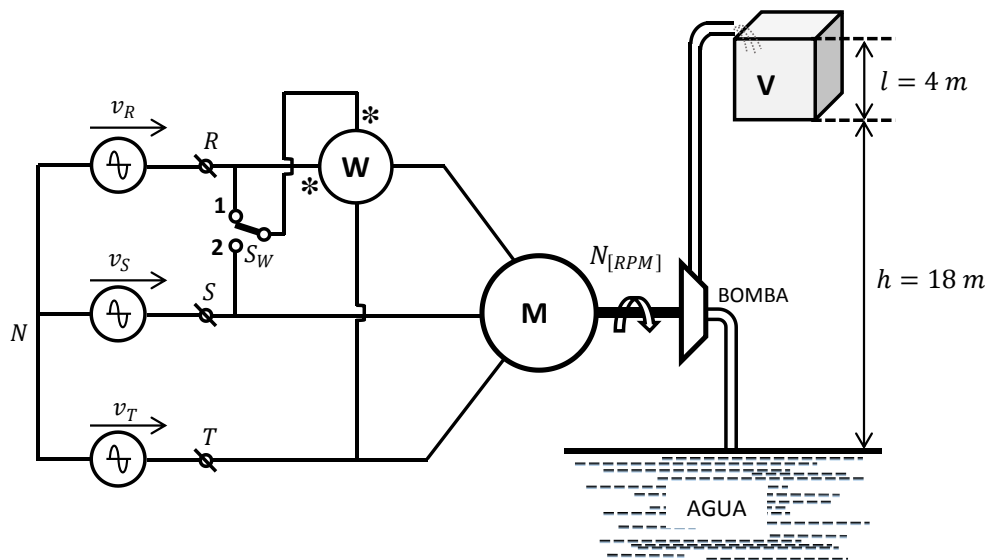 v_R
R
*
W
*
1
2
S_W
v_S
S
N
v_T
T
M
N_[RPM]
BOMBA
V
l = 4 m
h = 18 m
AGUA